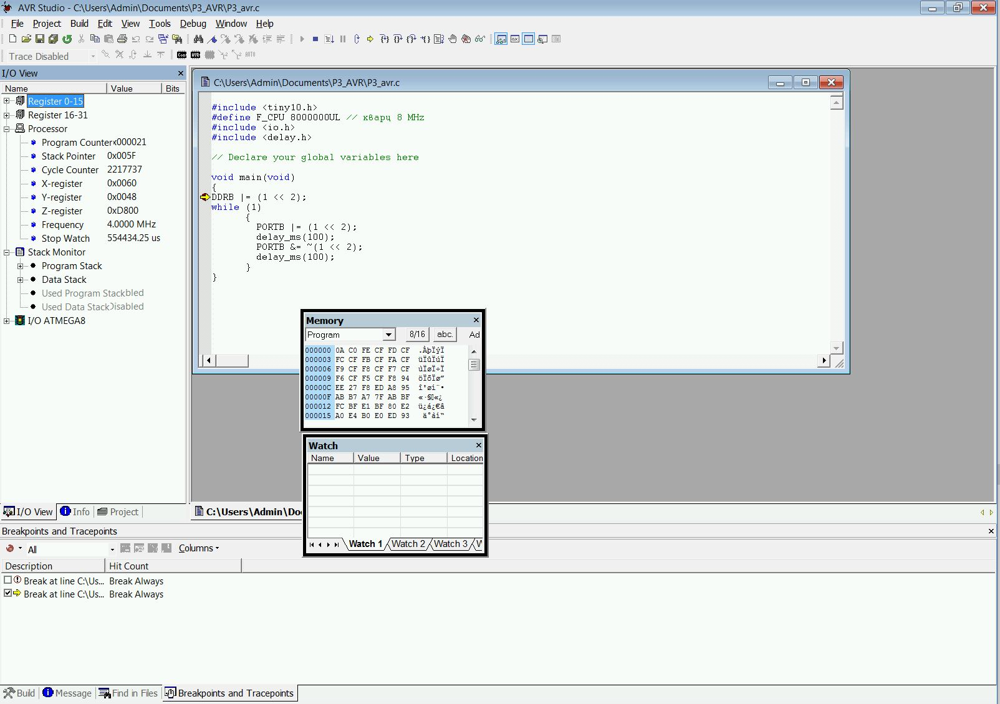 AVR Studio - C:\Users\Admin\Documents\P3_AVR\P3_avr.c
File Project Build Edit View Tools Debug Window Help
Trace Disabled
Con AVR AUTO
I/O View
Name Value Bits
Register 0-15
Register 16-31
Processor
Program Counter x000021
Stack Pointer 0x005F
Cycle Counter 2217737
X-register 0x0060
Y-register 0x0048
Z-register 0xD800
Frequency 4.0000 MHz
Stop Watch 554434.25 us
Stack Monitor
Program Stack
Data Stack
Used Program Stack bled
Used Data Stack Disabled
I/O ATMEGA8
I/O View Info Project
C:\Users\Admin\Documents\P3_AVR\P3_avr.c
#include <tiny10.h>
#define F_CPU 8000000UL // кварц 8 MHz
#include <io.h>
#include <delay.h>
// Declare your global variables here
void main(void)
{
DDRB |= (1 << 2);
while (1)
{
PORTB |= (1 << 2);
delay_ms(100);
PORTB &= ~(1 << 2);
delay_ms(100);
}
}
C:\Users\Admin\Do
Memory
Program 8/16 abc. Ad
000000 0A C0 FE CF FD CF .ÀþÏýÏ
000003 FC CF FB CF FA CF üÏûÏúÏ
000006 F9 CF F8 CF F7 CF ùÏøÏ÷Ï
000009 F6 CF F5 CF F8 94 öÏõÏø”
00000C EE 27 F8 ED A8 95 î'øí¨•
00000F AB B7 A7 7F AB BF «·§«¿
000012 FC BF E1 BF 80 E2 ü¿á¿€â
000015 A0 E4 B0 E0 ED 93 ä°àí“
Watch
Name Value Type Location
Watch 1 Watch 2 Watch 3 W
Breakpoints and Tracepoints
All Columns
Description Hit Count
Break at line C:\Us... Break Always
Break at line C:\Us... Break Always
Build Message Find in Files Breakpoints and Tracepoints